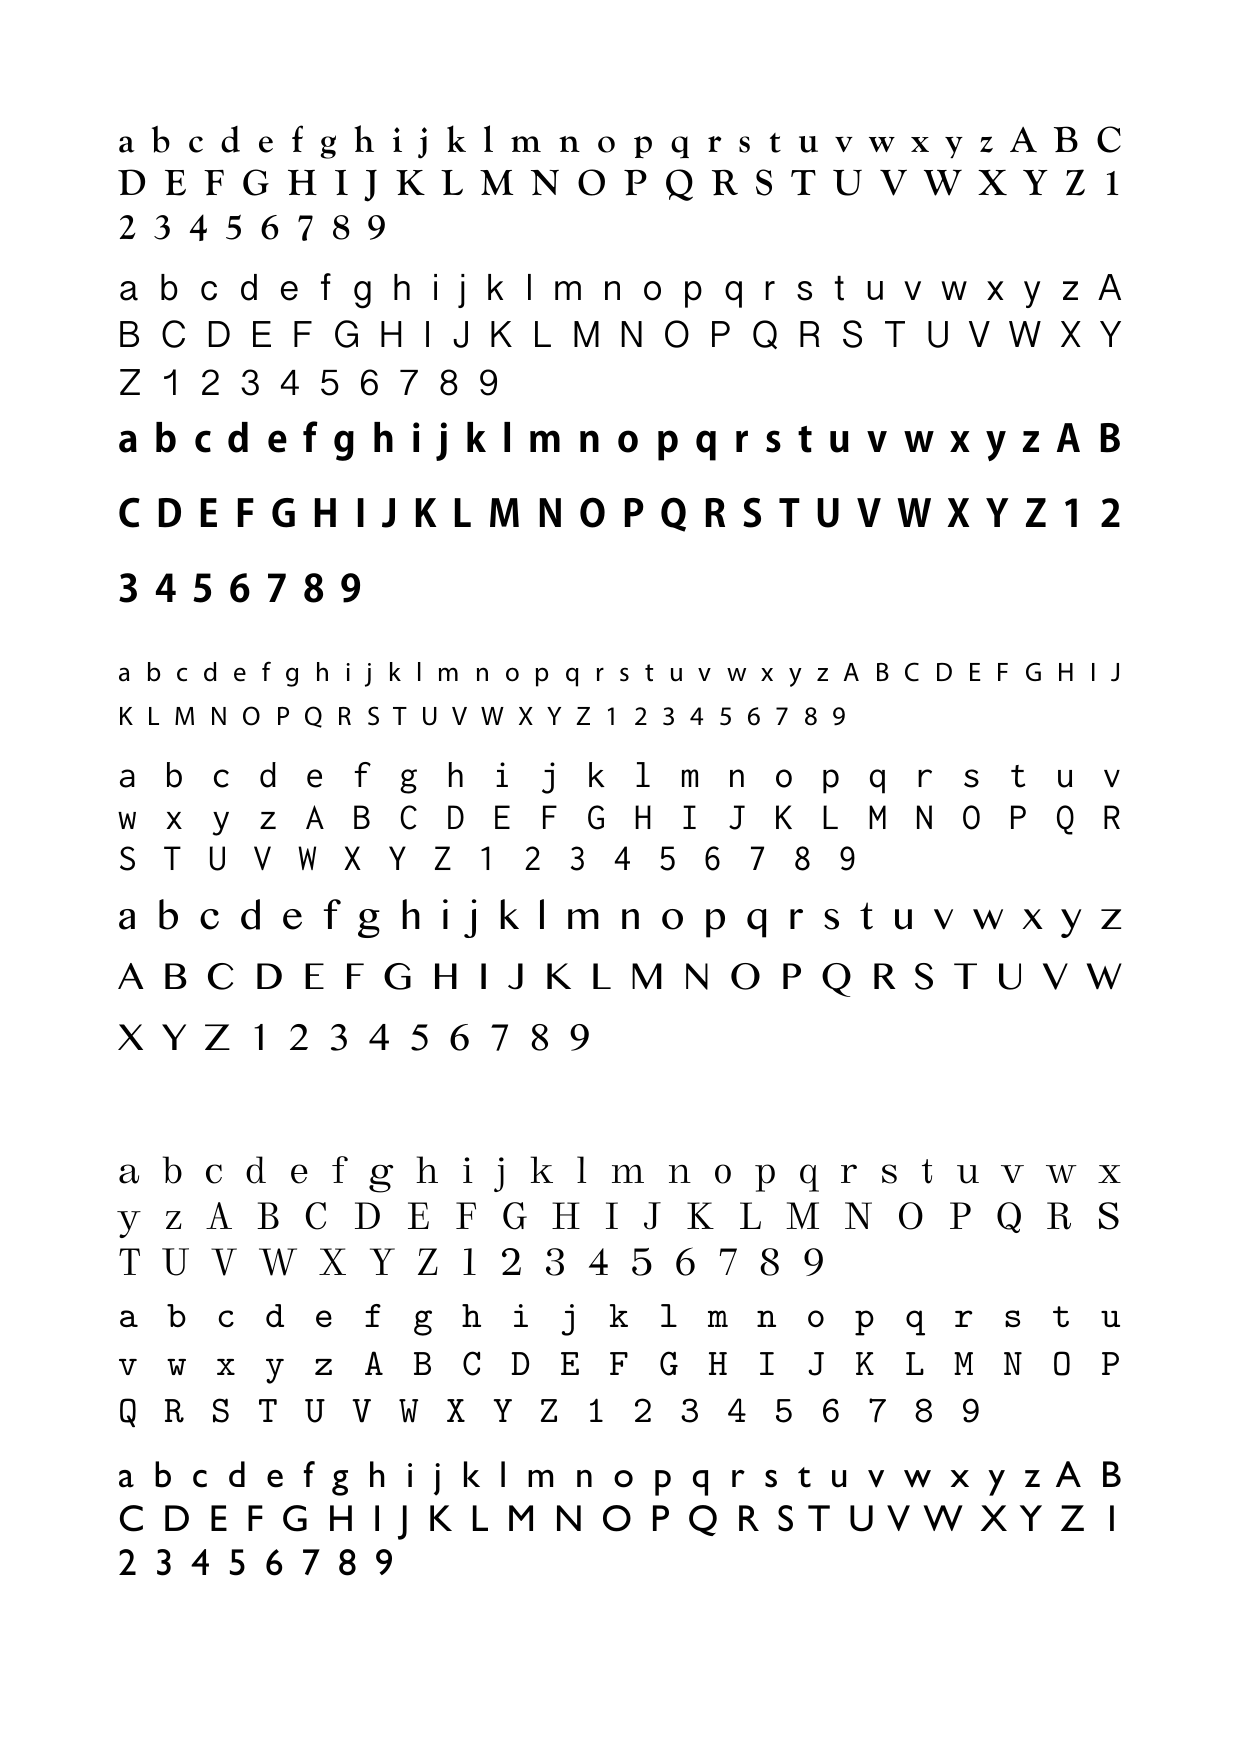 a b c d e f g h i j k l m n o p q r s t u v w x y z A B C
D E F G H I J K L M N O P Q R S T U V W X Y Z 1
2 3 4 5 6 7 8 9
a b c d e f g h i j k l m n o p q r s t u v w x y z A
B C D E F G H I J K L M N O P Q R S T U V W X Y
Z 1 2 3 4 5 6 7 8 9
a b c d e f g h i j k l m n o p q r s t u v w x y z A B
C D E F G H I J K L M N O P Q R S T U V W X Y Z 1 2
3 4 5 6 7 8 9
a b c d e f g h i j k l m n o p q r s t u v w x y z A B C D E F G H I J
K L M N O P Q R S T U V W X Y Z 1 2 3 4 5 6 7 8 9
a b c d e f g h i j k l m n o p q r s t u v
w x y z A B C D E F G H I J K L M N O P Q R
S T U V W X Y Z 1 2 3 4 5 6 7 8 9
a b c d e f g h i j k l m n o p q r s t u v w x y z
A B C D E F G H I J K L M N O P Q R S T U V W
X Y Z 1 2 3 4 5 6 7 8 9
a b c d e f g h i j k l m n o p q r s t u v w x
y z A B C D E F G H I J K L M N O P Q R S
T U V W X Y Z 1 2 3 4 5 6 7 8 9
a b c d e f g h i j k l m n o p q r s t u
v w x y z A B C D E F G H I J K L M N O P
Q R S T U V W X Y Z 1 2 3 4 5 6 7 8 9
a b c d e f g h i j k l m n o p q r s t u v w x y z A B
C D E F G H I J K L M N O P Q R S T U V W X Y Z 1
2 3 4 5 6 7 8 9